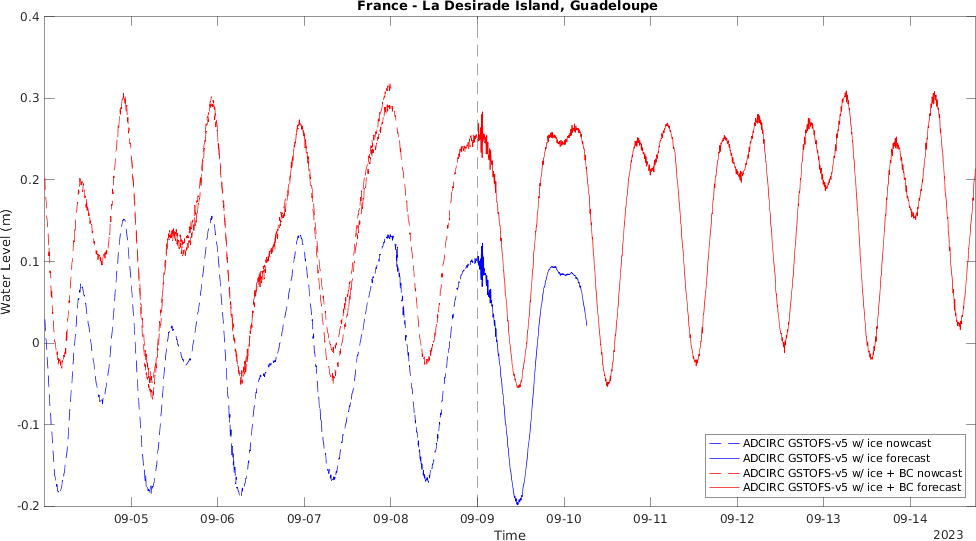 France - La Desirade Island, Guadeloupe
0.4
0.3
0.2
0.1
0
-0.1
-0.2
Water Level (m)
09-05 09-06 09-07 09-08 09-09 09-10 09-11 09-12 09-13 09-14
Time
2023
ADCIRC GSTOFS-v5 w/ ice nowcast
ADCIRC GSTOFS-v5 w/ ice forecast
ADCIRC GSTOFS-v5 w/ ice + BC nowcast
ADCIRC GSTOFS-v5 w/ ice + BC forecast